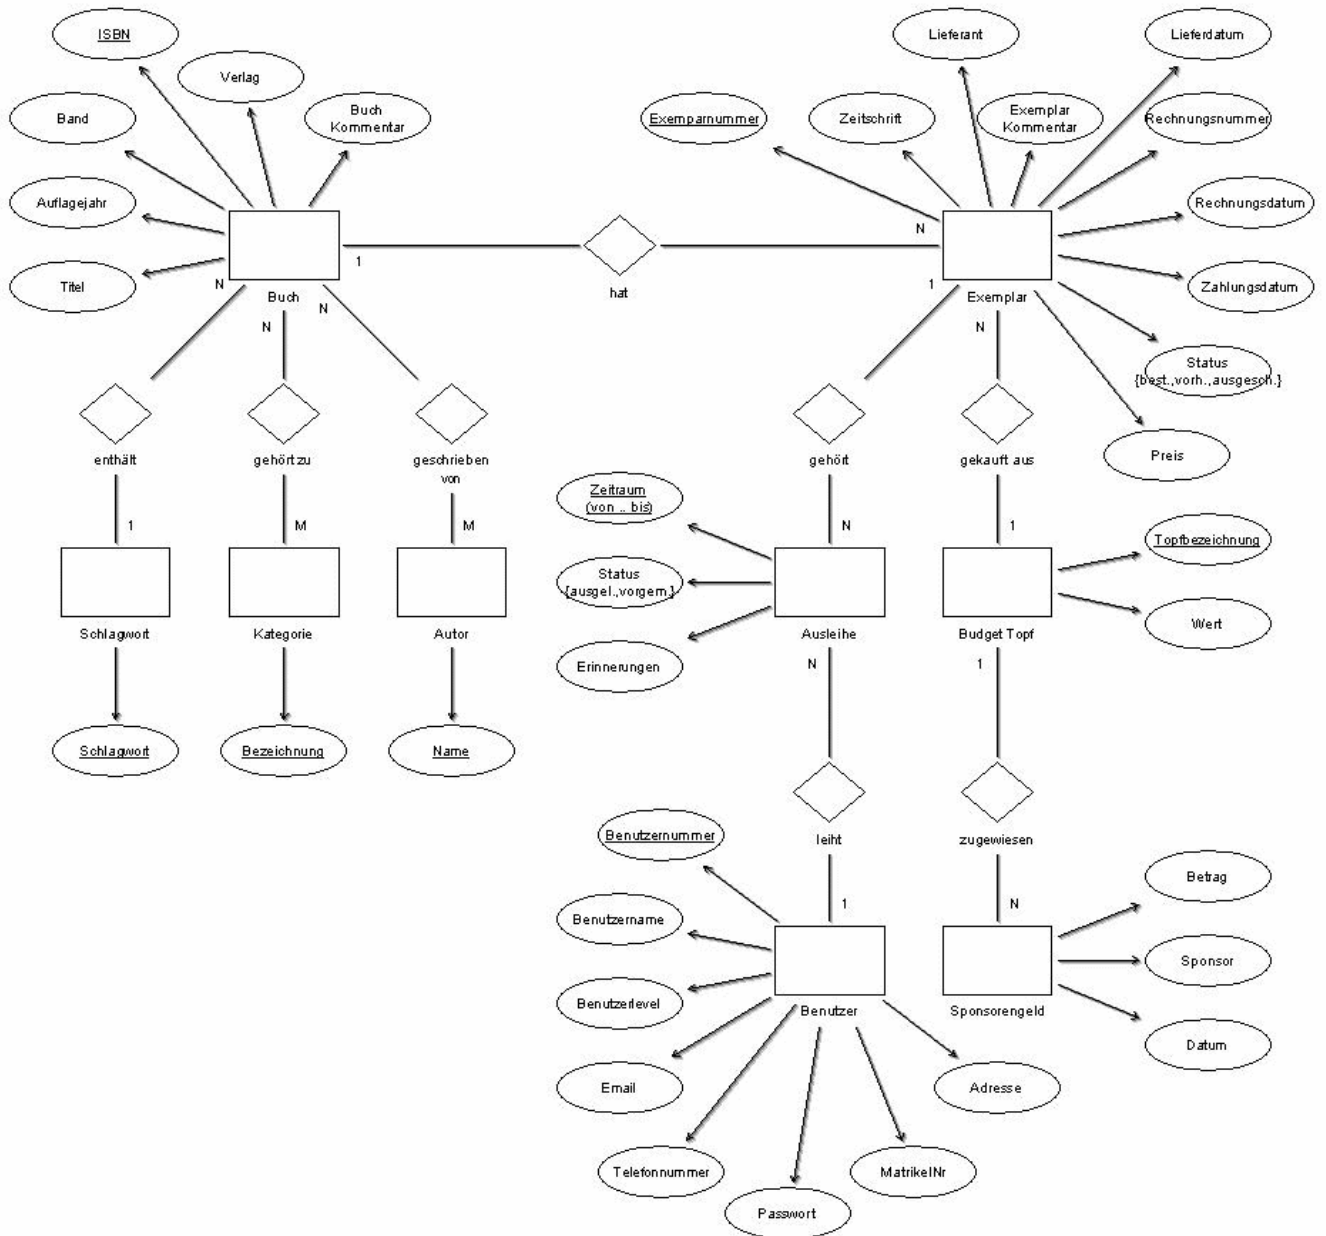 ISBN
Verlag
Band
Buch
Kommentar
Auflagejahr
Titel
Buch
N
N
N
1
hat
Lieferant
Lieferdatum
Exemparnummer
Zeitschrift
Exemplar
Kommentar
Rechnungsnummer
Rechnungsdatum
Zahlungsdatum
Status
{best.,vorh.,ausgesch.}
Preis
N
1
Exemplar
N
enthält
gehört zu
geschrieben
von
gehört
gekauft aus
1
M
M
N
1
Schlagwort
Kategorie
Autor
Schlagwort
Bezeichnung
Name
Zeitraum
(von .. bis)
Status
{ausgel.,vorgem.}
Erinnerungen
Ausleihe
Budget Topf
Topfbezeichnung
Wert
N
1
leiht
zugewiesen
1
N
Benutzernummer
Benutzername
Benutzerlevel
Email
Telefonnummer
Passwort
MatrikelNr
Adresse
Benutzer
Sponsorengeld
Betrag
Sponsor
Datum